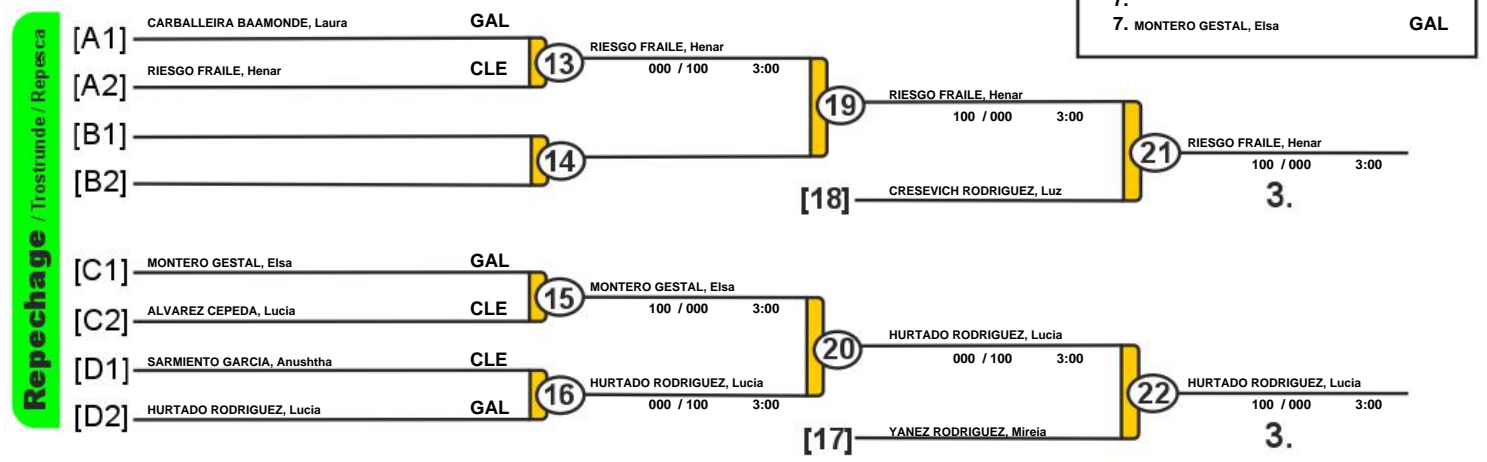 7.
7. MONTERO GESTAL, Elsa GAL
Repechage / Trostrunde / Repesca
[A1] CARBALLEIRA BAAMONDE, Laura GAL
[A2] RIESGO FRAILE, Henar CLE
13 RIESGO FRAILE, Henar
000 / 100 3:00
[B1]
[B2]
14
19 RIESGO FRAILE, Henar
100 / 000 3:00
[18] CRESEVICH RODRIGUEZ, Luz
21 RIESGO FRAILE, Henar
100 / 000 3:00
3.
[C1] MONTERO GESTAL, Elsa GAL
[C2] ALVAREZ CEPEDA, Lucia CLE
15 MONTERO GESTAL, Elsa
100 / 000 3:00
[D1] SARMIENTO GARCIA, Anushtha CLE
[D2] HURTADO RODRIGUEZ, Lucia GAL
16 HURTADO RODRIGUEZ, Lucia
000 / 100 3:00
20 HURTADO RODRIGUEZ, Lucia
000 / 100 3:00
[17] YANEZ RODRIGUEZ, Mireia
22 HURTADO RODRIGUEZ, Lucia
100 / 000 3:00
3.